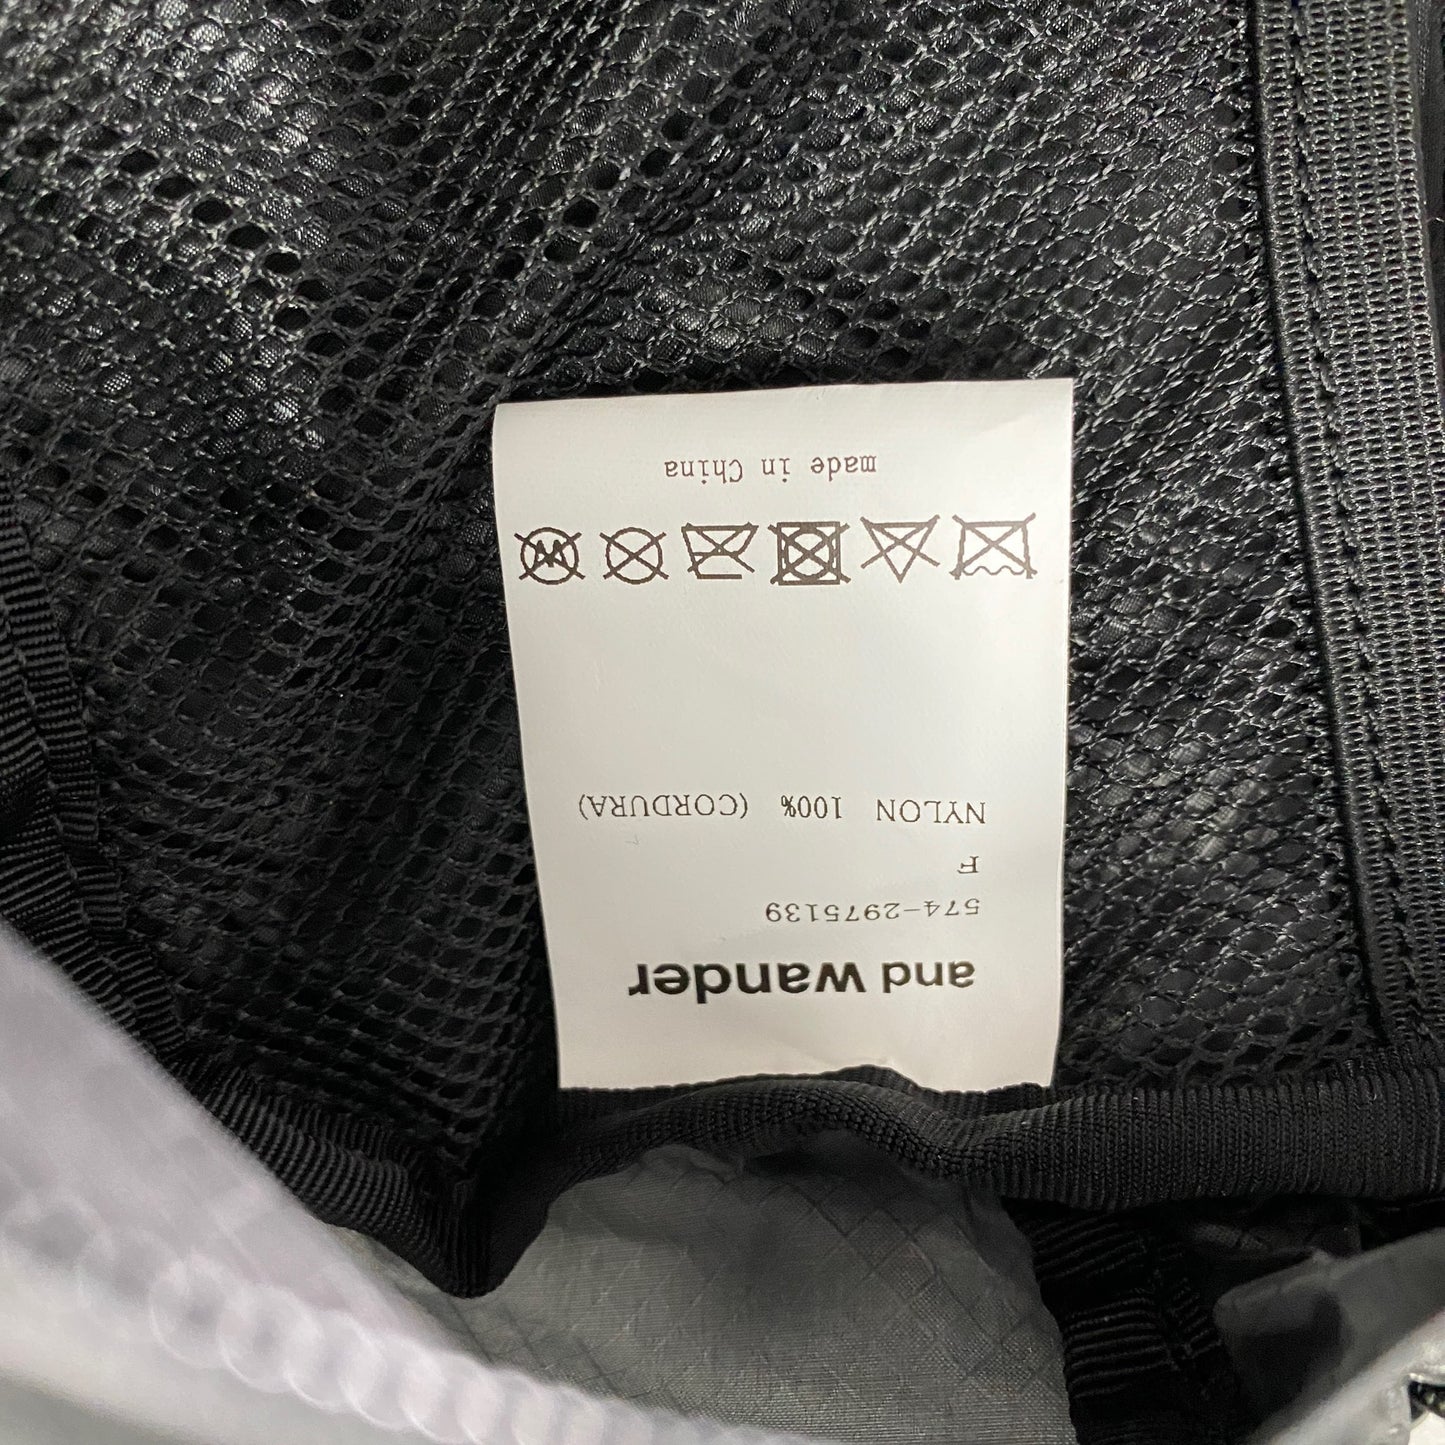 and wander
574-2975139
F
NYLON 100% (CORDURA)
made in China